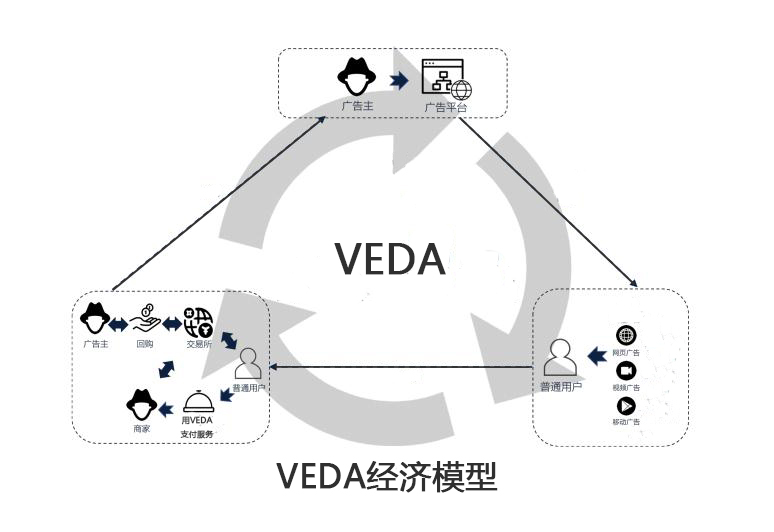 广告主
广告平台
VEDA
广告主
回购
交易所
普通用户
商家
用VEDA
支付服务
普通用户
网页广告
视频广告
移动广告
VEDA经济模型